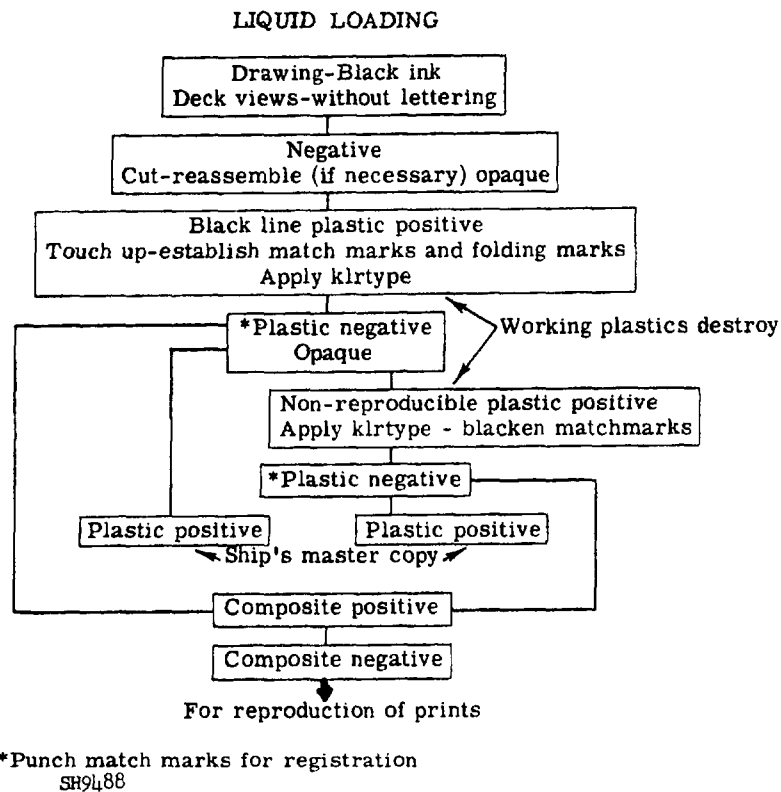 LIQUID LOADING
Drawing-Black ink
Deck views-without lettering
Negative
Cut-reassemble (if necessary) opaque
Black line plastic positive
Touch up-establish match marks and folding marks
Apply klrtype
*Plastic negative
Opaque
Working plastics destroy
Non-reproducible plastic positive
Apply klrtype - blacken matchmarks
*Plastic negative
Plastic positive
Plastic positive
Ship's master copy
Composite positive
Composite negative
For reproduction of prints
*Punch match marks for registration
SH9488